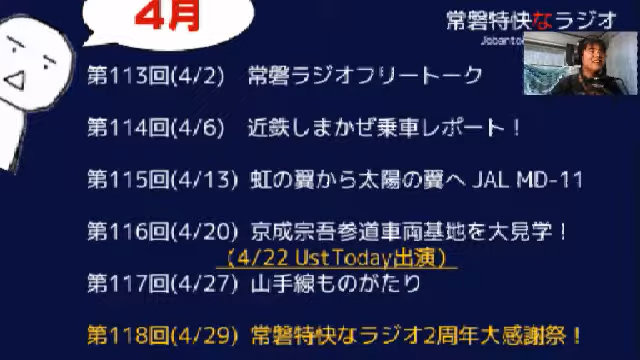 4月
常磐特快なラジオ
第113回(4/2) 常磐ラジオフリートーク
第114回(4/6) 近鉄しまかぜ乗車レポート！
第115回(4/13) 虹の翼から太陽の翼へ JAL MD-11
第116回(4/20) 京成宗吾参道車両基地を大見学！
（4/22 UstToday出演）
第117回(4/27) 山手線ものがたり
第118回(4/29) 常磐特快なラジオ2周年大感謝祭！